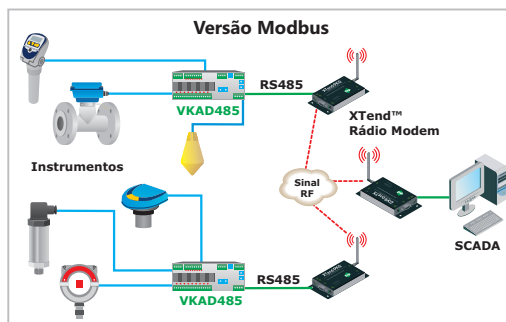 Versão Modbus
RS485
VKAD485
XTend™
Rádio Modem
Instrumentos
Sinal
RF
SCADA
RS485
VKAD485